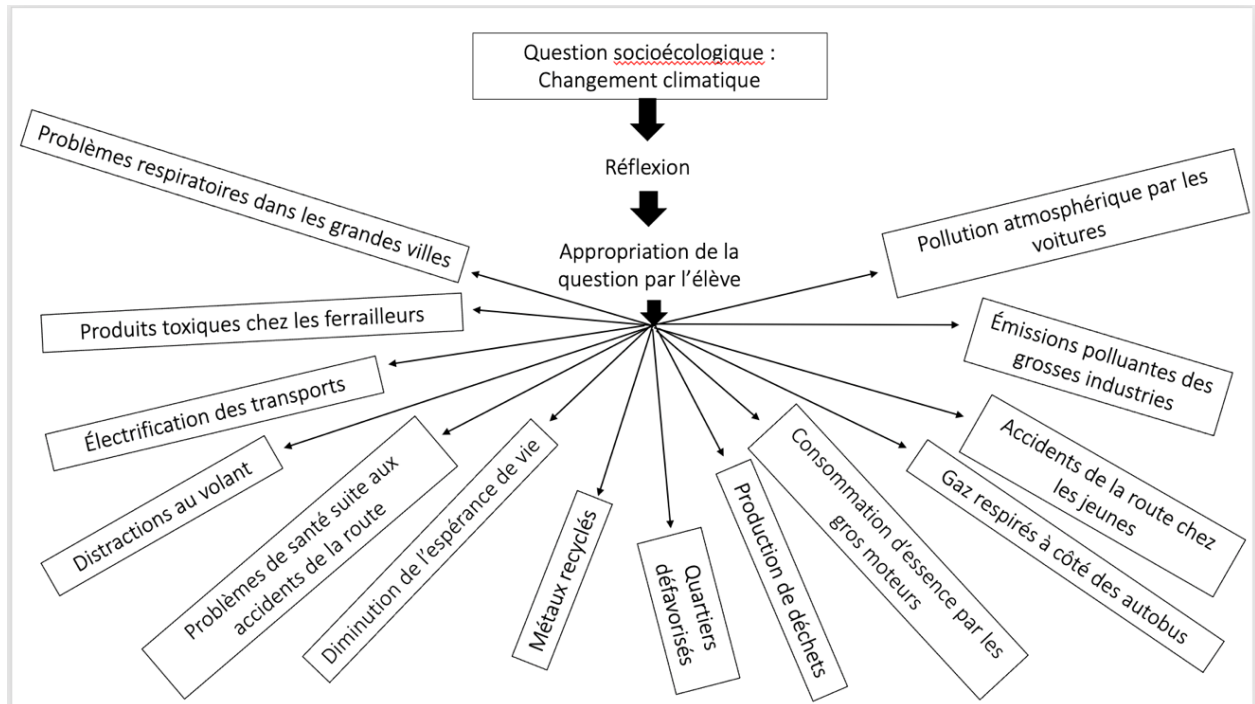 Question socioécologique :
Changement climatique
Réflexion
Appropriation de la
question par l'élève
Problèmes respiratoires dans les grandes villes
Produits toxiques chez les ferrailleurs
Électrification des transports
Distractions au volant
Problèmes de santé suite aux
accidents de la route
Diminution de l'espérance de vie
Métaux recyclés
Quartiers
défavorisés
Production de déchets
Consommation d'essence par les
gros moteurs
Gaz respirés à côté des autobus
Accidents de la route chez
les jeunes
Émissions polluantes des
grosses industries
Pollution atmosphérique par les
voitures